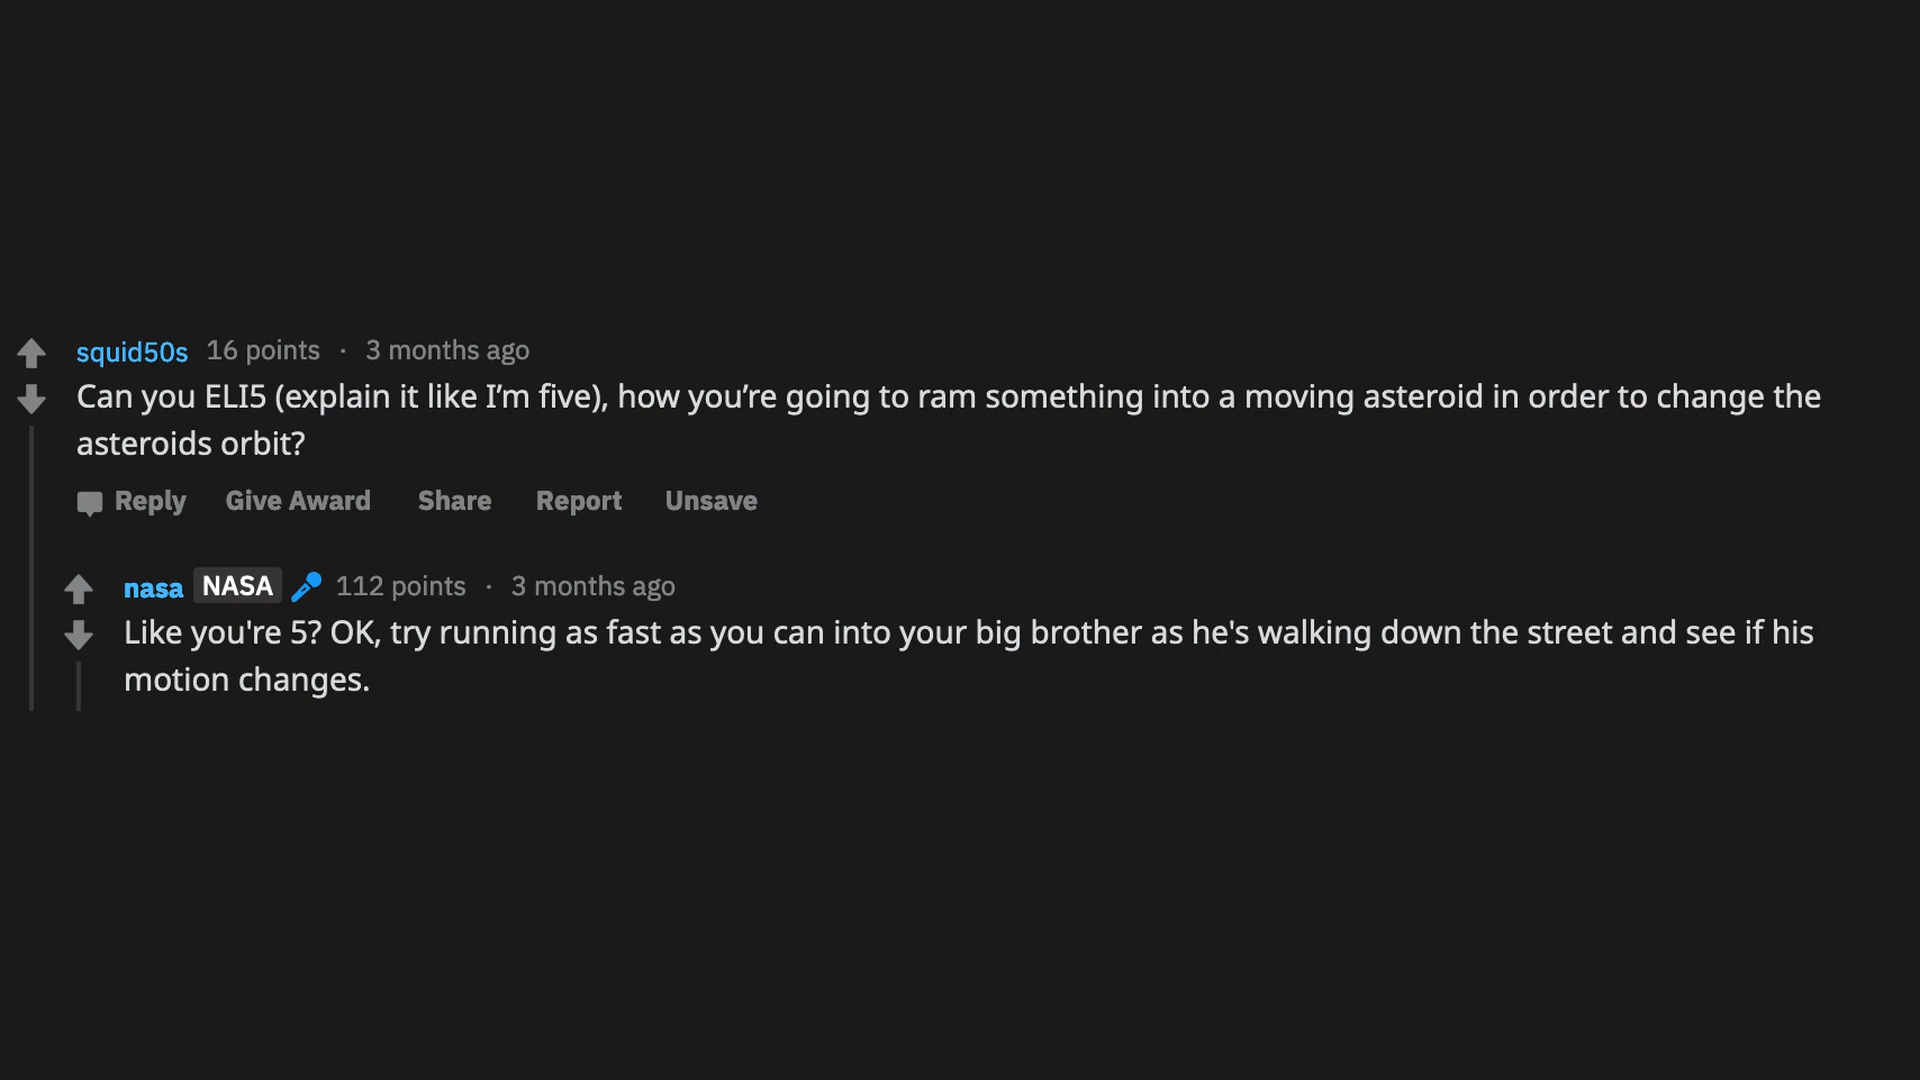 squid50s 16 points · 3 months ago
Can you ELI5 (explain it like I’m five), how you’re going to ram something into a moving asteroid in order to change the
asteroids orbit?
Reply Give Award Share Report Unsave
nasa NASA 112 points · 3 months ago
Like you're 5? OK, try running as fast as you can into your big brother as he's walking down the street and see if his
motion changes.